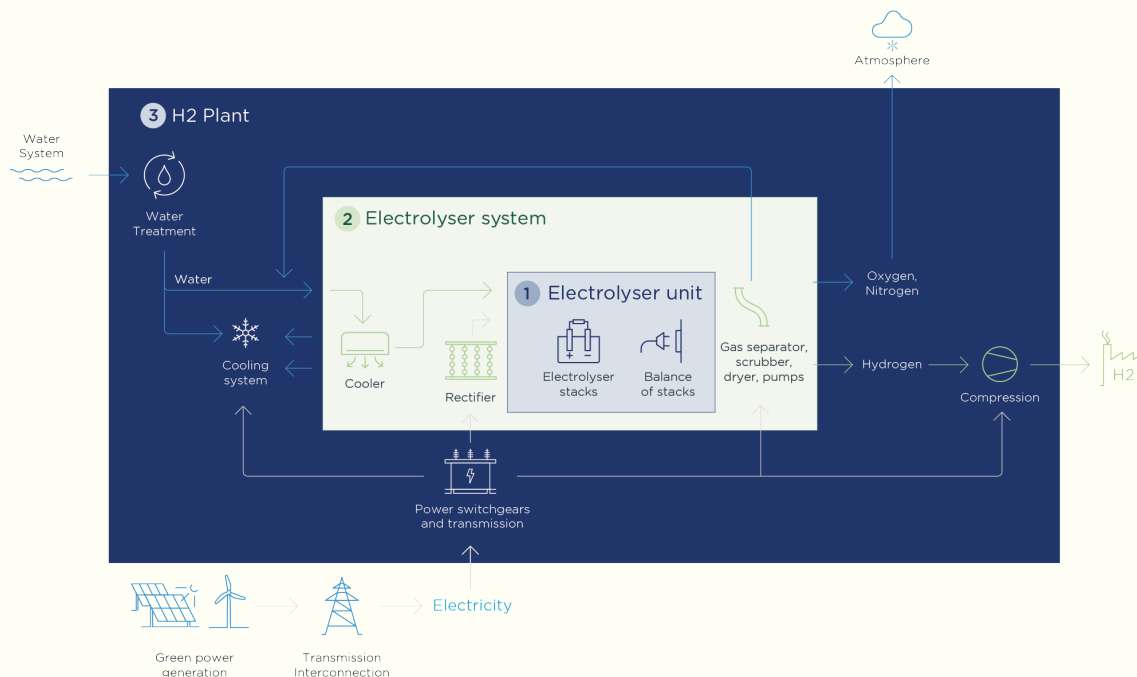 Atmosphere
3 H2 Plant
Water
System
Water
Treatment
2 Electrolyser system
Water
1 Electrolyser unit
Oxygen,
Nitrogen
Cooling
system
Cooler
Rectifier
Electrolyser
stacks
Balance
of stacks
Gas separator,
scrubber,
dryer, pumps
Hydrogen
Compression
H2
Power switchgears
and transmission
Electricity
Green power
generation
Transmission
Interconnection